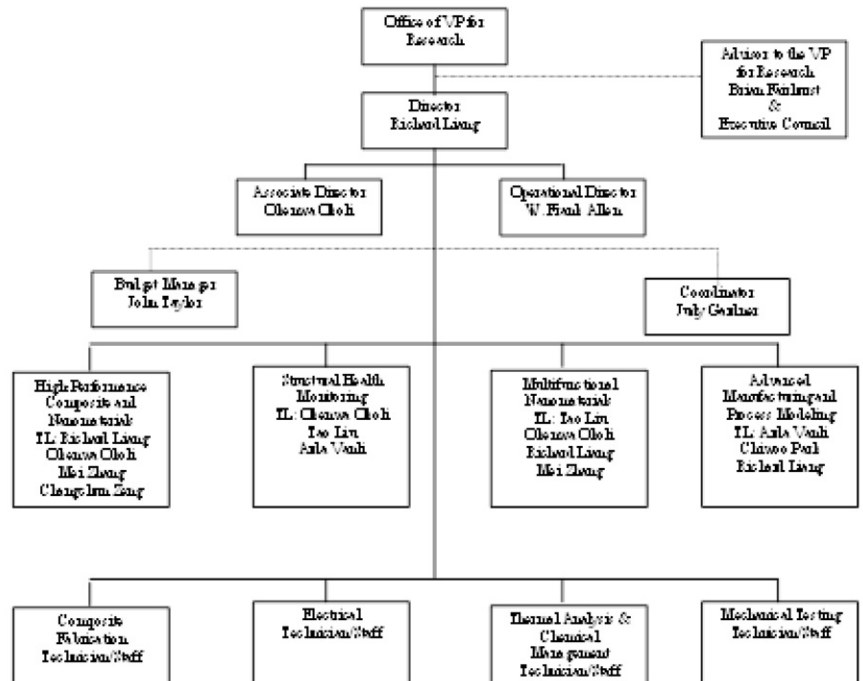 Office of VP for
Research
Advisor to the VP
for Research
Brian
&
Executive Council
Director
Richard Liang
Associate Director
Okenwa Okoli
Operational Director
W. Frank Allen
Budget Manager
John Taylor
Coordinator
Judy Gardner
High Performance
Composite and
Nanomaterials
TL: Richard Liang
Okenwa Okoli
Mei Zhang
Changchun Zeng
Structural Health
Monitoring
TL: Okenwa Okoli
Tao Liu
Arda Vanli
Multifunctional
Nanomaterials
TL: Tao Liu
Okenwa Okoli
Richard Liang
Mei Zhang
Advanced
Manufacturing and
Process Modeling
TL: Arda Vanli
Chiwoo Park
Richard Liang
Composite
Fabrication
Technician/Staff
Electrical
Technician/Staff
Thermal Analysis &
Chemical
Management
Technician/Staff
Mechanical Testing
Technician/Staff